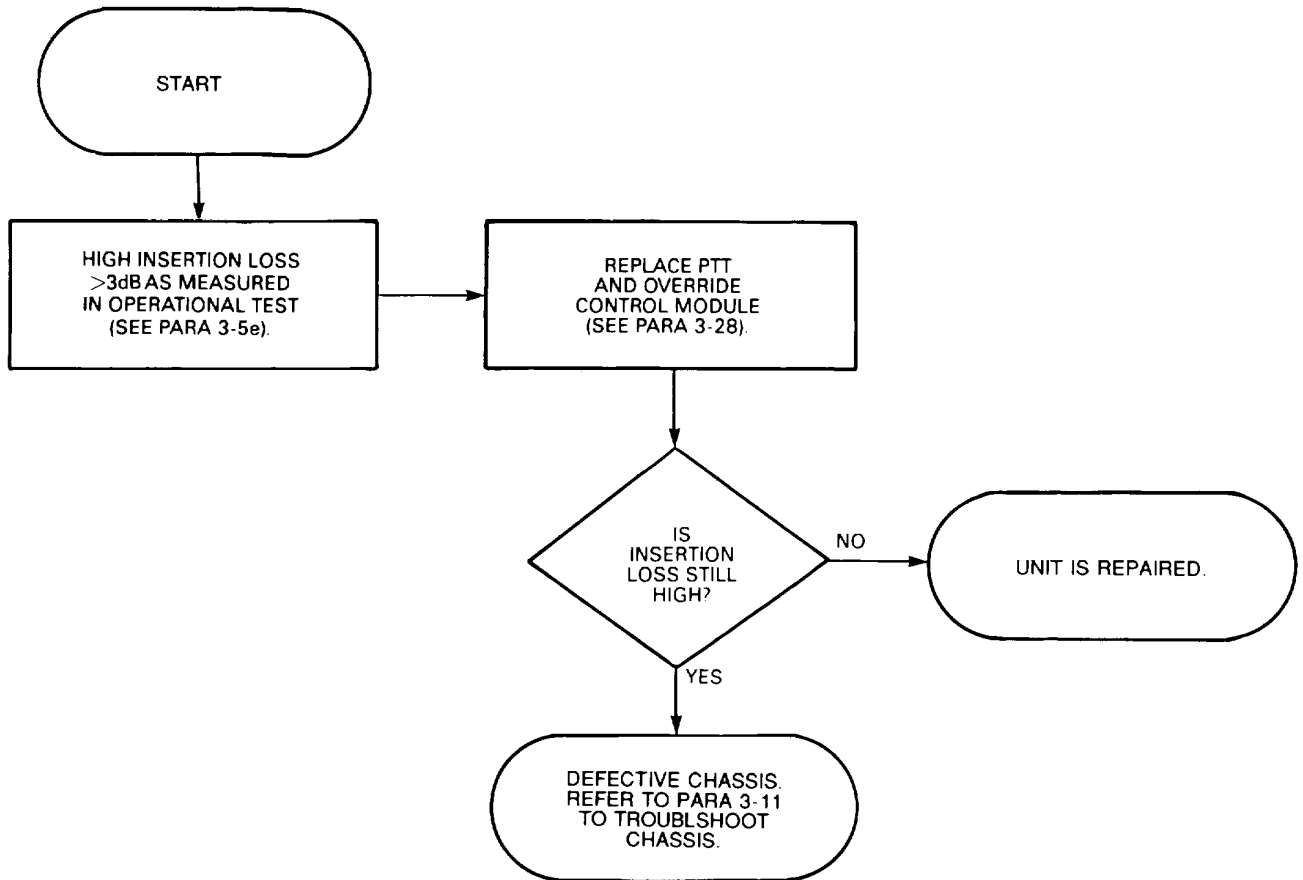 START
HIGH INSERTION LOSS
>3dB AS MEASURED
IN OPERATIONAL TEST
(SEE PARA 3-5e).
REPLACE PTT
AND OVERRIDE
CONTROL MODULE
(SEE PARA 3-28).
IS
INSERTION
LOSS STILL
HIGH?
NO
UNIT IS REPAIRED.
YES
DEFECTIVE CHASSIS.
REFER TO PARA 3-11
TO TROUBLSHOOT
CHASSIS.